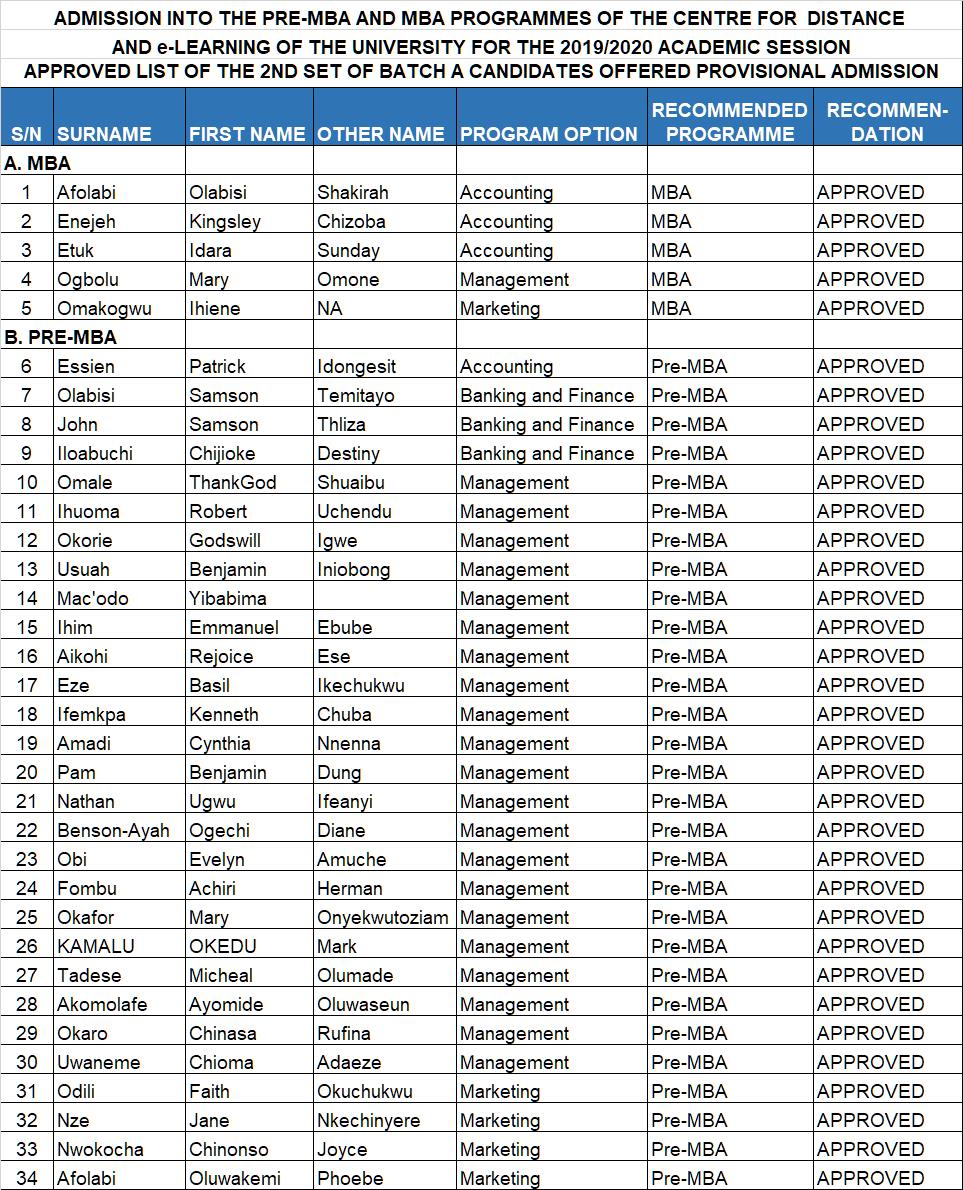 ADMISSION INTO THE PRE-MBA AND MBA PROGRAMMES OF THE CENTRE FOR DISTANCE
AND e-LEARNING OF THE UNIVERSITY FOR THE 2019/2020 ACADEMIC SESSION
APPROVED LIST OF THE 2ND SET OF BATCH A CANDIDATES OFFERED PROVISIONAL ADMISSION
S/N SURNAME FIRST NAME OTHER NAME PROGRAM OPTION RECOMMENDED PROGRAMME RECOMMEN-DATION
A. MBA
1 Afolabi Olabisi Shakirah Accounting MBA APPROVED
2 Enejeh Kingsley Chizoba Accounting MBA APPROVED
3 Etuk Idara Sunday Accounting MBA APPROVED
4 Ogbolu Mary Omone Management MBA APPROVED
5 Omakogwu Ihiene NA Marketing MBA APPROVED
B. PRE-MBA
6 Essien Patrick Idongesit Accounting Pre-MBA APPROVED
7 Olabisi Samson Temitayo Banking and Finance Pre-MBA APPROVED
8 John Samson Thliza Banking and Finance Pre-MBA APPROVED
9 Iloabuchi Chijioke Destiny Banking and Finance Pre-MBA APPROVED
10 Omale ThankGod Shuaibu Management Pre-MBA APPROVED
11 Ihuoma Robert Uchendu Management Pre-MBA APPROVED
12 Okorie Godswill Igwe Management Pre-MBA APPROVED
13 Usuah Benjamin Iniobong Management Pre-MBA APPROVED
14 Mac'odo Yibabima Management Pre-MBA APPROVED
15 Ihim Emmanuel Ebube Management Pre-MBA APPROVED
16 Aikohi Rejoice Ese Management Pre-MBA APPROVED
17 Eze Basil Ikechukwu Management Pre-MBA APPROVED
18 Ifemkpa Kenneth Chuba Management Pre-MBA APPROVED
19 Amadi Cynthia Nnenna Management Pre-MBA APPROVED
20 Pam Benjamin Dung Management Pre-MBA APPROVED
21 Nathan Ugwu Ifeanyi Management Pre-MBA APPROVED
22 Benson-Ayah Ogechi Diane Management Pre-MBA APPROVED
23 Obi Evelyn Amuche Management Pre-MBA APPROVED
24 Fombu Achiri Herman Management Pre-MBA APPROVED
25 Okafor Mary Onyekwutoziam Management Pre-MBA APPROVED
26 KAMALU OKEDU Mark Management Pre-MBA APPROVED
27 Tadese Micheal Olumade Management Pre-MBA APPROVED
28 Akomolafe Ayomide Oluwaseun Management Pre-MBA APPROVED
29 Okaro Chinasa Rufina Management Pre-MBA APPROVED
30 Uwaneme Chioma Adaeze Management Pre-MBA APPROVED
31 Odili Faith Okuchukwu Marketing Pre-MBA APPROVED
32 Nze Jane Nkechinyere Marketing Pre-MBA APPROVED
33 Nwokocha Chinonso Joyce Marketing Pre-MBA APPROVED
34 Afolabi Oluwakemi Phoebe Marketing Pre-MBA APPROVED